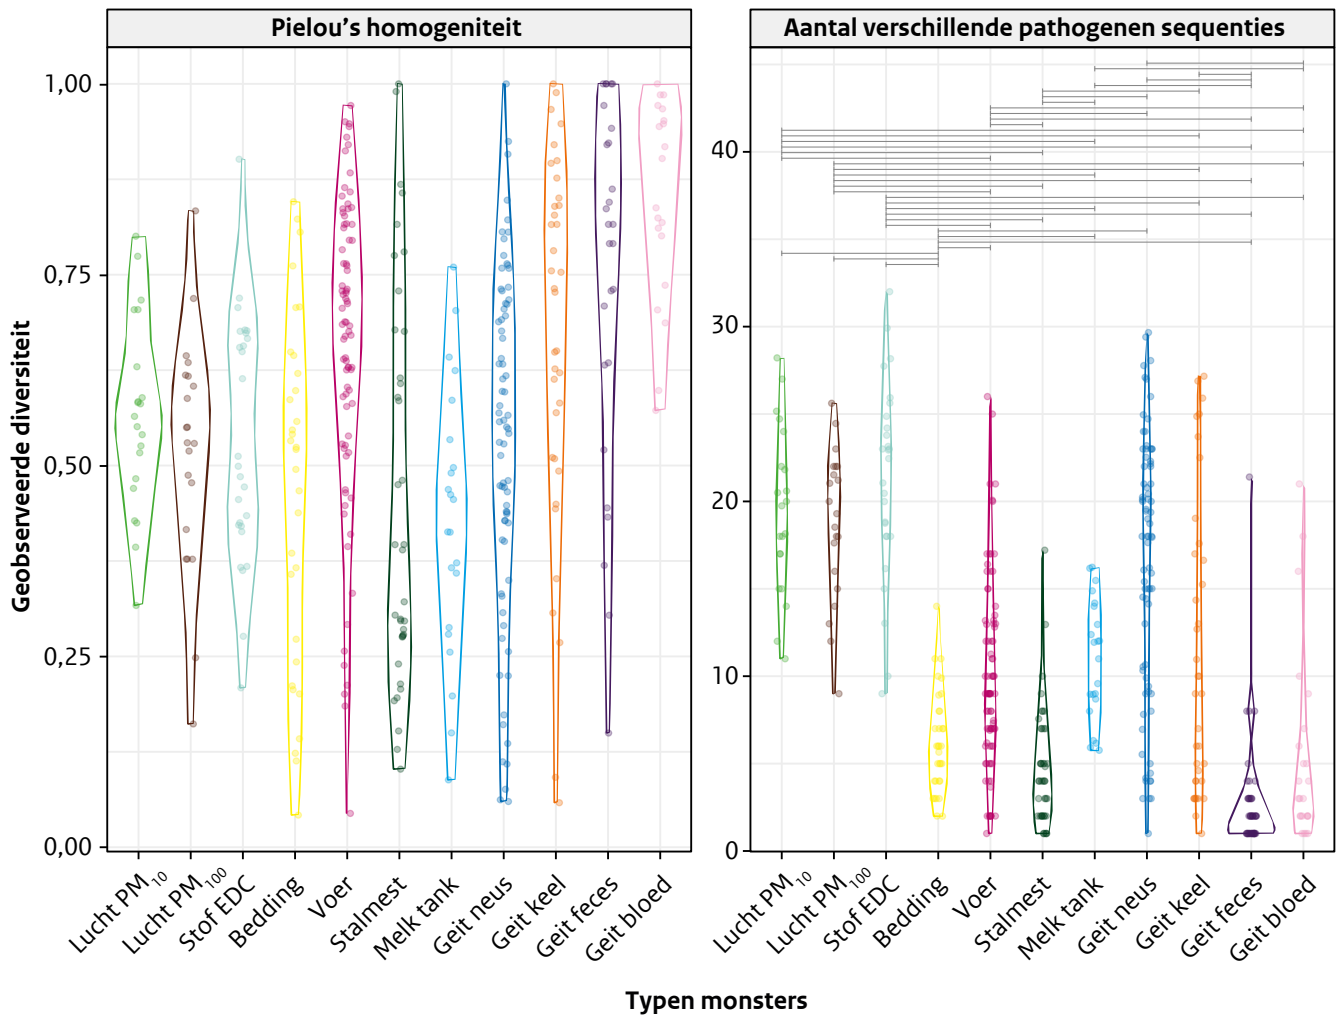 Pielou's homogeniteit
Aantal verschillende pathogenen sequenties
Geobserveerde diversiteit
1,00
0,75
0,50
0,25
0,00
40
30
20
10
0
Lucht PM10
Lucht PM100
Stof EDC
Bedding
Voer
Stalmest
Melk tank
Geit neus
Geit keel
Geit feces
Geit bloed
Lucht PM10
Lucht PM100
Stof EDC
Bedding
Voer
Stalmest
Melk tank
Geit neus
Geit keel
Geit feces
Geit bloed
Typen monsters